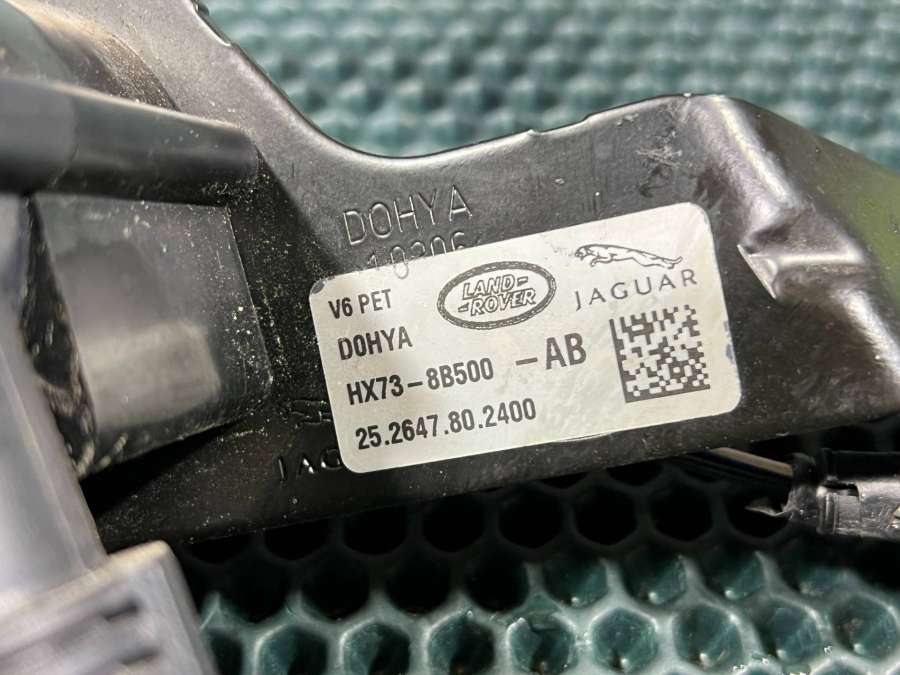 DOHYA
V6 PET
LAND-
-ROVER
JAGUAR
DOHYA
HX73-8B500 -AB
25.2647.80.2400